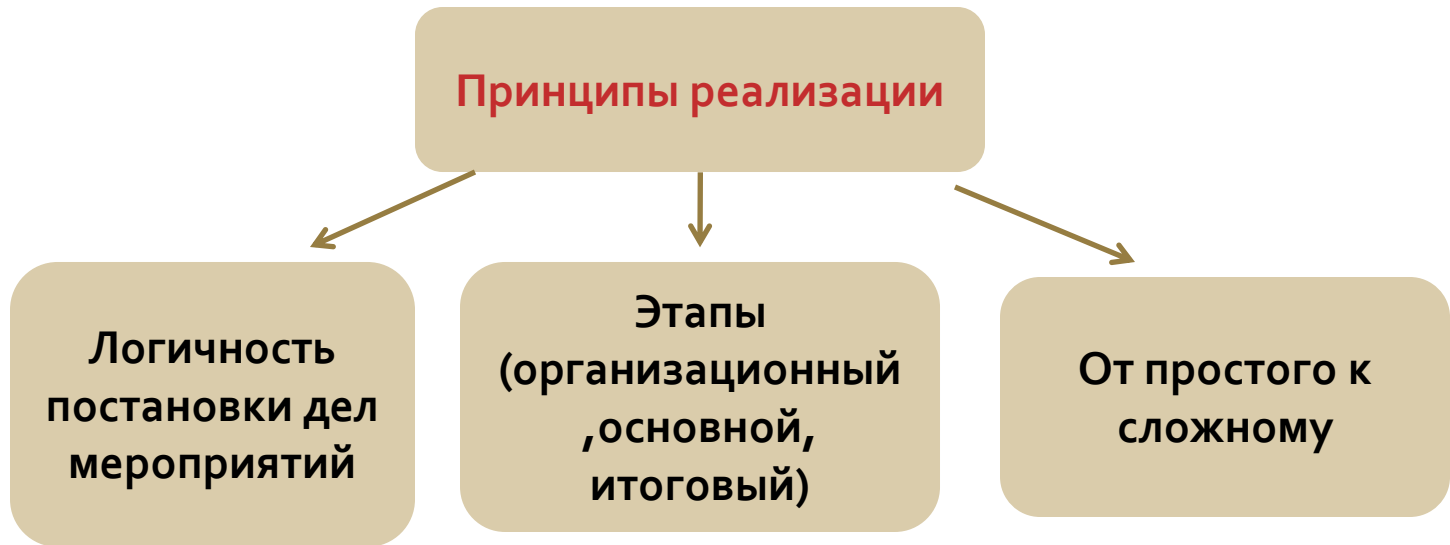 Принципы реализации
Логичность
постановки дел
мероприятий
Этапы
(организационный
,основной,
итоговый)
От простого к
сложному